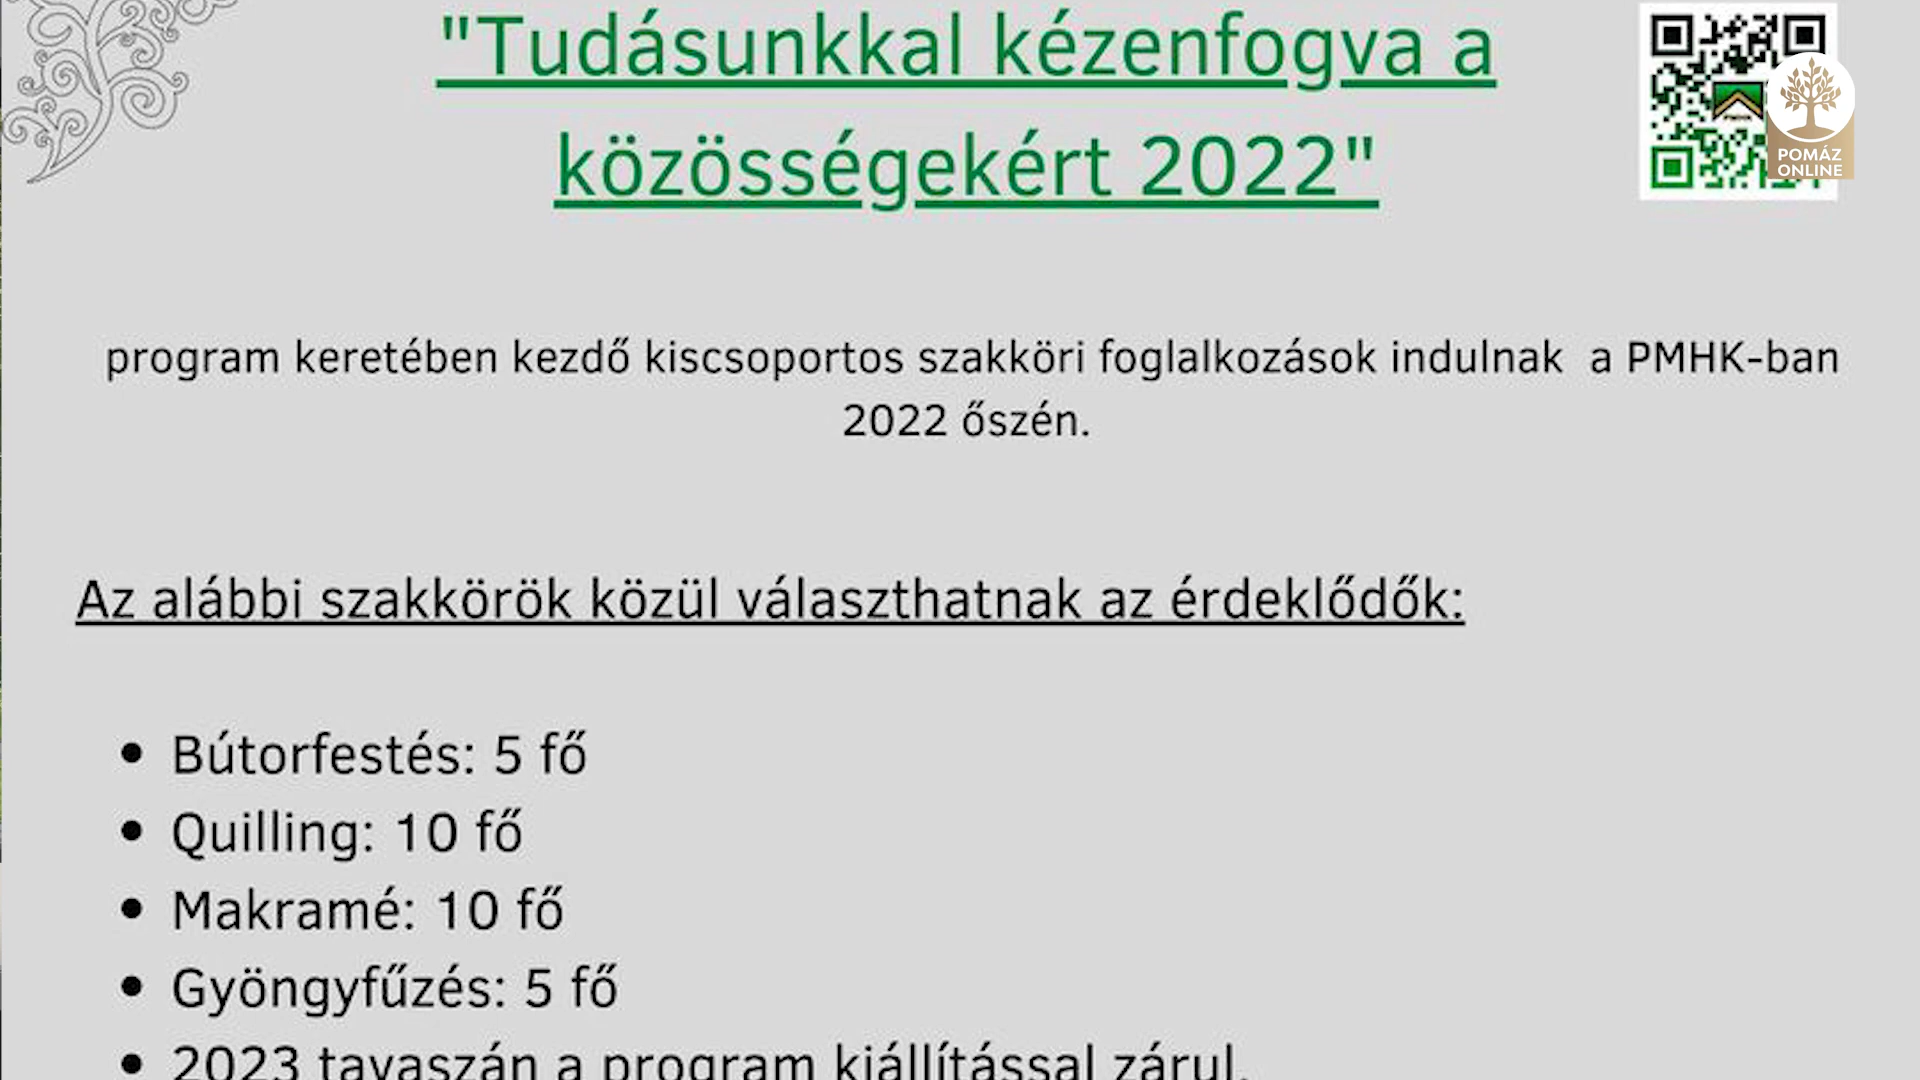 "Tudásunkkal kézenfogva a
közösségekért 2022"
POMÁZ
ONLINE
program keretében kezdő kiscsoportos szakköri foglalkozások indulnak a PMHK-ban
2022 őszén.
Az alábbi szakkörök közül választhatnak az érdeklődők:
• Bútorfestés: 5 fő
• Quilling: 10 fő
• Makramé: 10 fő
• Gyöngyfűzés: 5 fő
• 2023 tavaszán a program kiállítással zárul.